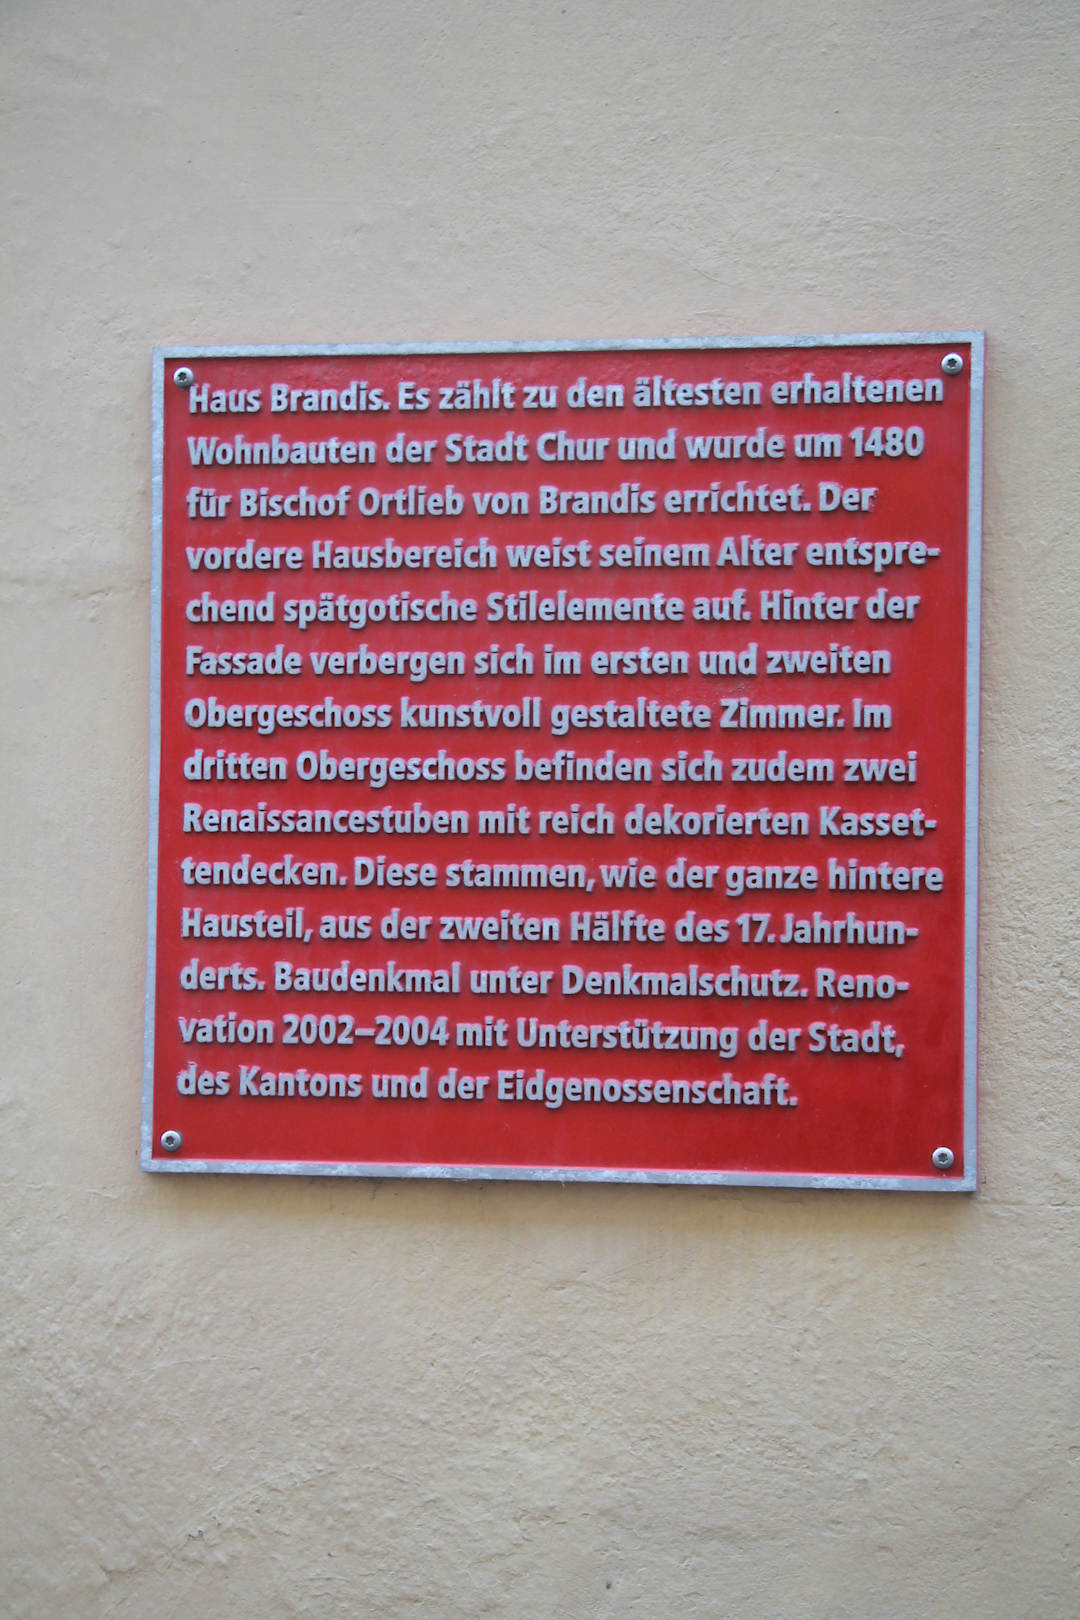 Haus Brandis. Es zählt zu den ältesten erhaltenen
Wohnbauten der Stadt Chur und wurde um 1480
für Bischof Ortlieb von Brandis errichtet. Der
vordere Hausbereich weist seinem Alter entspre-
chend spätgotische Stilelemente auf. Hinter der
Fassade verbergen sich im ersten und zweiten
Obergeschoss kunstvoll gestaltete Zimmer. Im
dritten Obergeschoss befinden sich zudem zwei
Renaissancestuben mit reich dekorierten Kasset-
tendecken. Diese stammen, wie der ganze hintere
Hausteil, aus der zweiten Hälfte des 17. Jahrhun-
derts. Baudenkmal unter Denkmalschutz. Reno-
vation 2002–2004 mit Unterstützung der Stadt,
des Kantons und der Eidgenossenschaft.